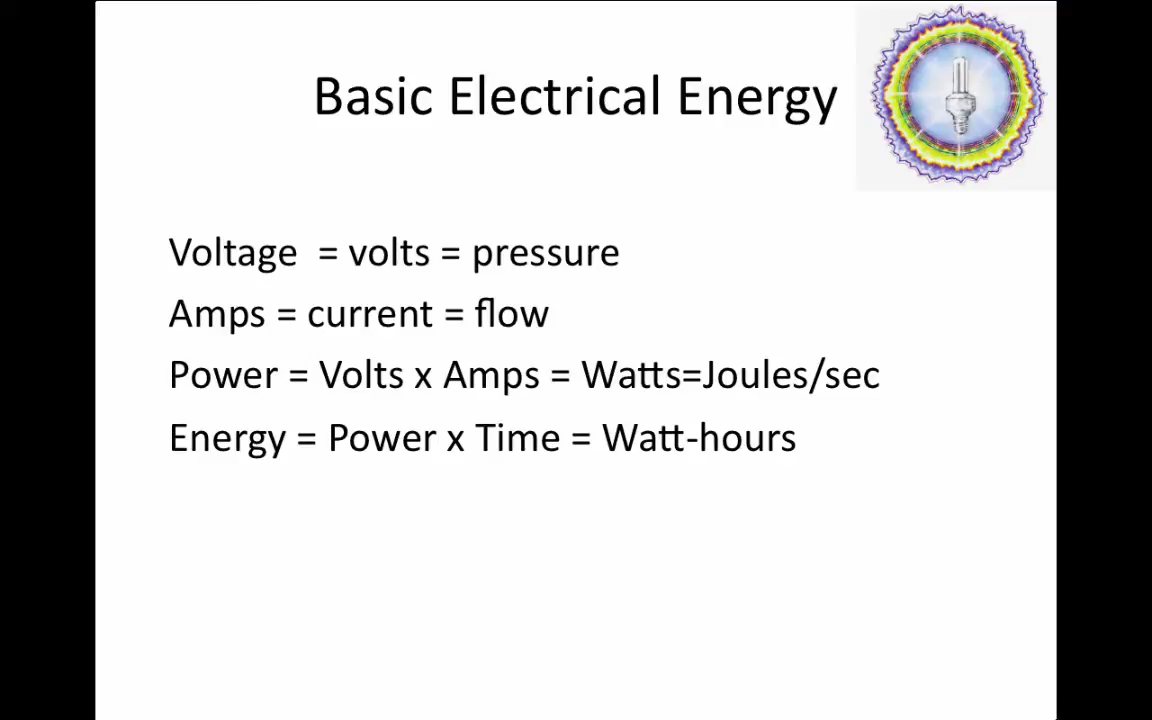 Basic Electrical Energy
Voltage = volts = pressure
Amps = current = flow
Power = Volts x Amps = Watts=Joules/sec
Energy = Power x Time = Watt-hours